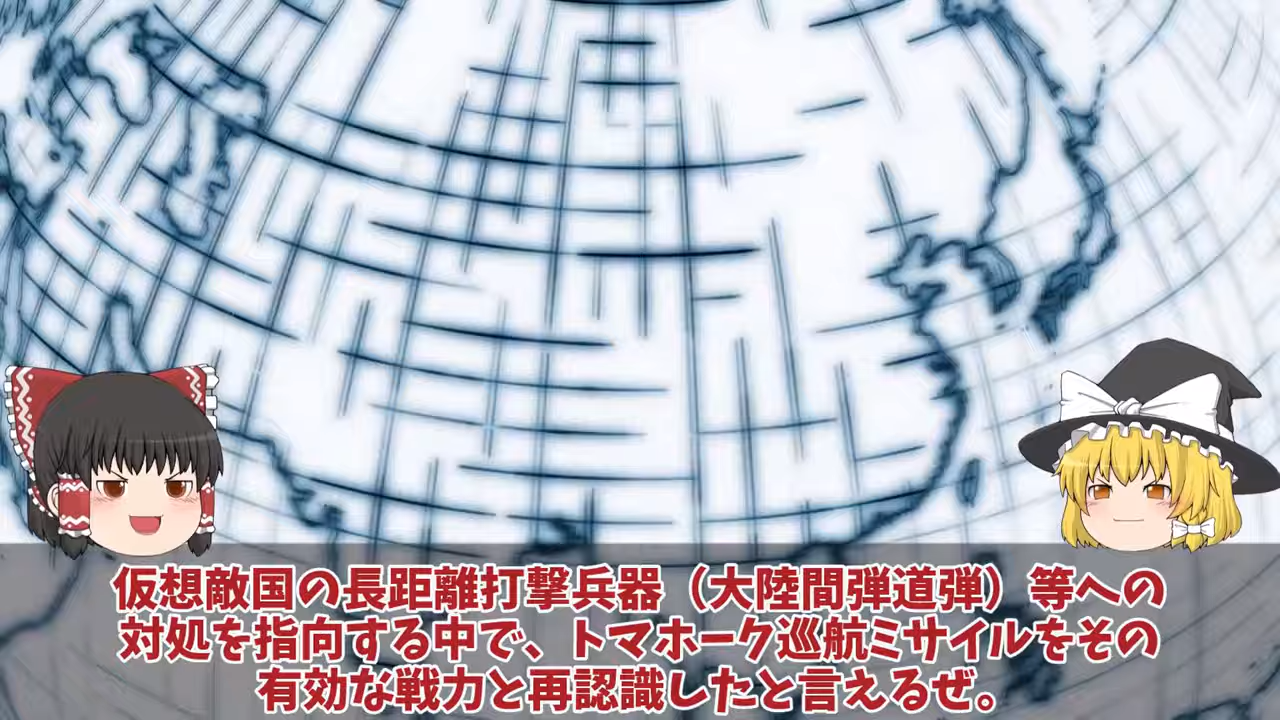 仮想敵国の長距離打撃兵器（大陸間弾道弾）等への
対処を指向する中で、トマホーク巡航ミサイルをその
有効な戦力と再認識したと言えるぜ。